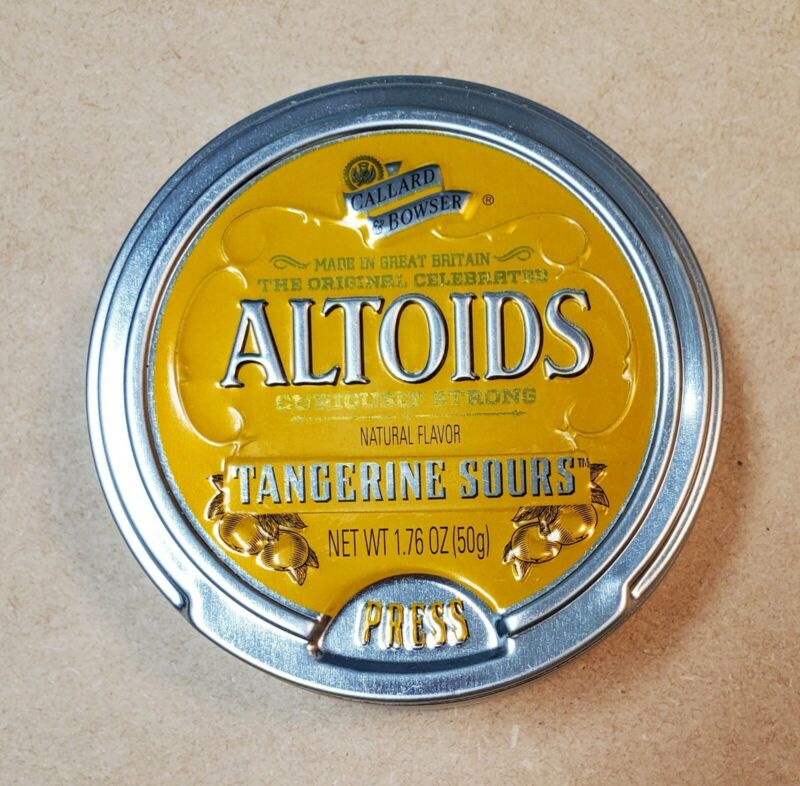 CALLARD
& BOWSER ®
MADE IN GREAT BRITAIN
THE ORIGINAL CELEBRATED
ALTOIDS
CURIOUSLY STRONG
NATURAL FLAVOR
TANGERINE SOURS™
NET WT 1.76 OZ (50g)
PRESS